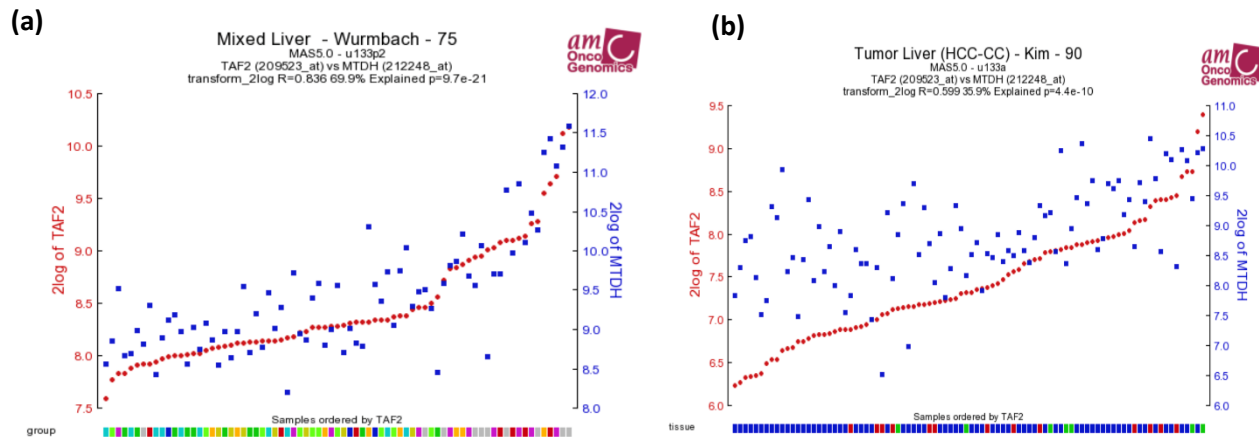 (a)
Mixed Liver - Wurmbach - 75
MAS5.0 - u133p2
TAF2 (209523_at) vs MTDH (212248_at)
transform_2log R=0.836 69.9% Explained p=9.7e-21
amC
Onco
Genomics
10.5
10.0
9.5
9.0
8.5
8.0
7.5
2log of TAF2
12.0
11.5
11.0
10.5
10.0
9.5
9.0
8.5
8.0
2log of MTDH
Samples ordered by TAF2
group
(b)
Tumor Liver (HCC-CC) - Kim - 90
MAS5.0 - u133a
TAF2 (209523_at) vs MTDH (212248_at)
transform_2log R=0.599 35.9% Explained p=4.4e-10
amC
Onco
Genomics
9.5
9.0
8.5
8.0
7.5
7.0
6.5
6.0
2log of TAF2
11.0
10.5
10.0
9.5
9.0
8.5
8.0
7.5
7.0
6.5
6.0
2log of MTDH
Samples ordered by TAF2
tissue